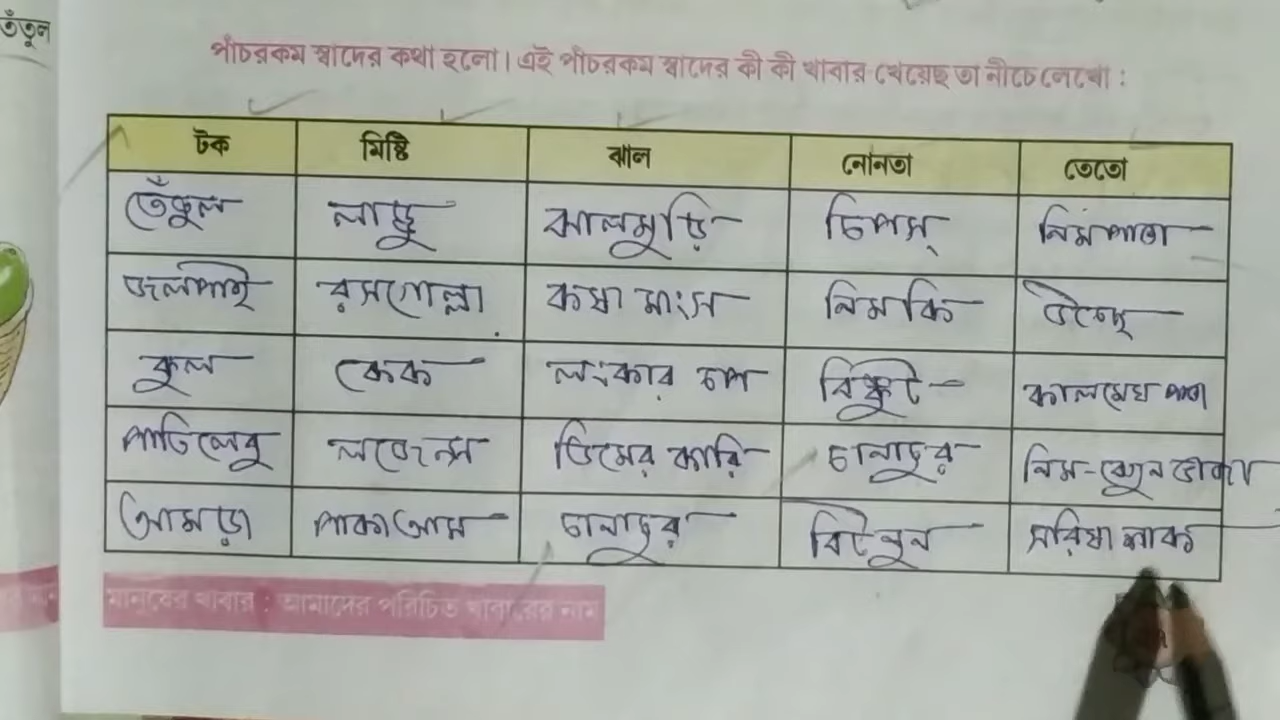 তেঁতুল
পাঁচরকম স্বাদের কথা হলো। এই পাঁচরকম স্বাদের কী কী খাবার খেয়েছ তা নীচে লেখো :
টক মিষ্টি ঝাল নোনতা তেতো
তেঁতুল লাড্ডু ঝালমুড়ি চিপস্ নিমপাতা
জলপাই রসগোল্লা কষা মাংস নিমকি উচ্ছে
কুল কেক লংকার চপ বিস্কুট কালমেঘ পাতা
পাতিলেবু লজেন্স ডিমের কারি চানাচুর নিম-বেগুন ভাজা
আমড়া পাকা আম চানাচুর বিটনুন সরিষা শাক
মানুষের খাবার : আমাদের পরিচিত খাবারের নাম